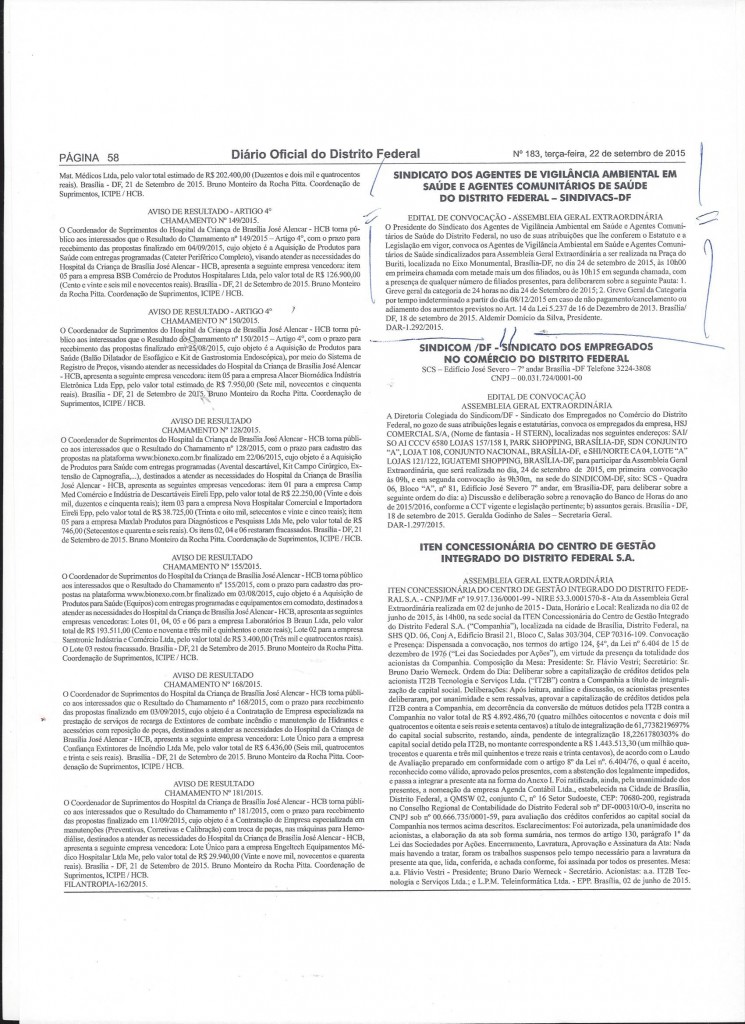 PÁGINA 58
Diário Oficial do Distrito Federal
Nº 183, terça-feira, 22 de setembro de 2015
Mat. Médicos Ltda, pelo valor total estimado de R$ 202.400,00 (Duzentos e dois mil e quatrocentos
reais). Brasília - DF, 21 de Setembro de 2015. Bruno Monteiro da Rocha Pitta. Coordenação de
Suprimentos, ICIPE / HCB.
AVISO DE RESULTADO - ARTIGO 4º
CHAMAMENTO Nº 149/2015.
O Coordenador de Suprimentos do Hospital da Criança de Brasília José Alencar - HCB torna pú-
blico aos interessados que o Resultado do Chamamento nº 149/2015 – Artigo 4º, com o prazo para
recebimento das propostas finalizado em 04/09/2015, cujo objeto é a Aquisição de Produtos para
Saúde com entregas programadas (Cateter Periférico Completo), visando atender as necessidades do
Hospital da Criança de Brasília José Alencar - HCB, apresenta a seguinte empresa vencedora: item
05 para a empresa BSB Comércio de Produtos Hospitalares Ltda, pelo valor total de R$ 126.900,00
(Cento e vinte e seis mil e novecentos reais). Brasília - DF, 21 de Setembro de 2015. Bruno Monteiro
da Rocha Pitta. Coordenação de Suprimentos, ICIPE / HCB.
AVISO DE RESULTADO - ARTIGO 4º
CHAMAMENTO Nº 150/2015.
O Coordenador de Suprimentos do Hospital da Criança de Brasília José Alencar - HCB torna pú-
blico aos interessados que o Resultado do Chamamento nº 150/2015 – Artigo 4º, com o prazo para
recebimento das propostas finalizado em 25/08/2015, cujo objeto é a Aquisição de Produtos para
Saúde (Balão Dilatador de Esofágico e Kit de Gastrostomia Endoscópica), por meio do Sistema de
Registro de Preços, visando atender as necessidades do Hospital da Criança de Brasília José Alencar
- HCB, apresenta a seguinte empresa vencedora: item 05 para a empresa Alacer Biomédica Indústria
Eletrônica Ltda Epp, pelo valor total estimado de R$ 7.950,00 (Sete mil, novecentos e cinquenta
reais). Brasília - DF, 21 de Setembro de 2015. Bruno Monteiro da Rocha Pitta. Coordenação de
Suprimentos, ICIPE / HCB.
AVISO DE RESULTADO
CHAMAMENTO Nº 128/2015.
O Coordenador de Suprimentos do Hospital da Criança de Brasília José Alencar - HCB torna públi-
co aos interessados que o Resultado do Chamamento nº 128/2015, com o prazo para cadastro das
propostas na plataforma www.bionexo.com.br finalizado em 22/06/2015, cujo objeto é a Aquisição
de Produtos para Saúde com entregas programadas (Avental descartável, Kit Campo Cirúrgico, Ex-
tensão de Capnografia,...), destinados a atender as necessidades do Hospital da Criança de Brasília
José Alencar - HCB, apresenta as seguintes empresas vencedoras: item 01 para a empresa Camp
Med Comércio e Indústria de Descartáveis Eireli Epp, pelo valor total de R$ 22.250,00 (Vinte e dois
mil, duzentos e cinquenta reais); item 03 para a empresa Nova Hospitalar Comercial e Importadora
Eireli Epp, pelo valor total de R$ 38.725,00 (Trinta e oito mil, setecentos e vinte e cinco reais); item
05 para a empresa Maxlab Produtos para Diagnósticos e Pesquisas Ltda Me, pelo valor total de R$
746,00 (Setecentos e quarenta e seis reais). Os itens 02, 04 e 06 restaram fracassados. Brasília - DF, 21
de Setembro de 2015. Bruno Monteiro da Rocha Pitta. Coordenação de Suprimentos, ICIPE / HCB.
AVISO DE RESULTADO
CHAMAMENTO Nº 155/2015.
O Coordenador de Suprimentos do Hospital da Criança de Brasília José Alencar - HCB torna públi-
co aos interessados que o Resultado do Chamamento nº 155/2015, com o prazo para cadastro das pro-
postas na plataforma www.bionexo.com.br finalizado em 03/08/2015, cujo objeto é a Aquisição de
Produtos para Saúde (Equipos) com entregas programadas e equipamentos em comodato, destinados a
atender as necessidades do Hospital da Criança de Brasília José Alencar - HCB, apresenta as seguintes
empresas vencedoras: Lotes 01, 04, 05 e 06 para a empresa Laboratórios B Braun Ltda, pelo valor
total de R$ 193.511,00 (Cento e noventa e três mil e quinhentos e onze reais); Lote 02 para a empresa
Samtronic Indústria e Comércio Ltda, pelo valor total de R$ 3.400,00 (Três mil e quatrocentos reais).
O Lote 03 restou fracassado. Brasília - DF, 21 de Setembro de 2015. Bruno Monteiro da Rocha Pitta.
Coordenação de Suprimentos, ICIPE / HCB.
AVISO DE RESULTADO
CHAMAMENTO Nº 168/2015.
O Coordenador de Suprimentos do Hospital da Criança de Brasília José Alencar - HCB torna públi-
co aos interessados que o Resultado do Chamamento nº 168/2015, com o prazo para recebimento
das propostas finalizado em 03/09/2015, cujo objeto é a Contratação de Empresa especializada na
prestação de serviços de recarga de Extintores de combate incêndio e manutenção de Hidrantes e
acessórios com reposição de peças, destinados a atender as necessidades do Hospital da Criança de
Brasília José Alencar - HCB, apresenta a seguinte empresa vencedora: Lote Único para a empresa
Confiança Extintores de Incêndio Ltda Me, pelo valor total de R$ 6.436,00 (Seis mil, quatrocentos
e trinta e seis reais). Brasília - DF, 21 de Setembro de 2015. Bruno Monteiro da Rocha Pitta. Coor-
denação de Suprimentos, ICIPE / HCB.
AVISO DE RESULTADO
CHAMAMENTO Nº 181/2015.
O Coordenador de Suprimentos do Hospital da Criança de Brasília José Alencar - HCB torna públi-
co aos interessados que o Resultado do Chamamento nº 181/2015, com o prazo para recebimento
das propostas finalizado em 11/09/2015, cujo objeto é a Contratação de Empresa especializada em
manutenções (Preventivas, Corretivas e Calibração) com troca de peças, nas máquinas para Hemo-
diálise, destinados a atender as necessidades do Hospital da Criança de Brasília José Alencar - HCB,
apresenta a seguinte empresa vencedora: Lote Único para a empresa Engeltech Equipamentos Mé-
dico Hospitalar Ltda Me, pelo valor total de R$ 29.940,00 (Vinte e nove mil, novecentos e quarenta
reais). Brasília - DF, 21 de Setembro de 2015. Bruno Monteiro da Rocha Pitta. Coordenação de
Suprimentos, ICIPE / HCB.
FILANTROPIA-162/2015.
SINDICATO DOS AGENTES DE VIGILÂNCIA AMBIENTAL EM
SAÚDE E AGENTES COMUNITÁRIOS DE SAÚDE
DO DISTRITO FEDERAL – SINDIVACS-DF
EDITAL DE CONVOCAÇÃO - ASSEMBLEIA GERAL EXTRAORDINÁRIA
O Presidente do Sindicato dos Agentes de Vigilância Ambiental em Saúde e Agentes Comuni-
tários de Saúde do Distrito Federal, no uso de suas atribuições que lhe conferem o Estatuto e a
Legislação em vigor, convoca os Agentes de Vigilância Ambiental em Saúde e Agentes Comuni-
tários de Saúde sindicalizados para Assembleia Geral Extraordinária a ser realizada na Praça do
Buriti, localizada no Eixo Monumental, Brasília-DF, no dia 24 de setembro de 2015, às 10h00
em primeira chamada com metade mais um dos filiados, ou às 10h15 em segunda chamada, com
a presença de qualquer número de filiados presentes, para deliberarem sobre a seguinte Pauta: 1.
Greve geral da categoria de 24 horas no dia 24 de Setembro de 2015; 2. Greve Geral da Categoria
por tempo indeterminado a partir do dia 08/12/2015 em caso de não pagamento/cancelamento ou
adiamento dos aumentos previstos no Art. 14 da Lei 5.237 de 16 de Dezembro de 2013. Brasília/
DF, 18 de setembro de 2015. Aldemir Domicio da Silva, Presidente.
DAR-1.292/2015.
SINDICOM /DF - SINDICATO DOS EMPREGADOS
NO COMÉRCIO DO DISTRITO FEDERAL
SCS – Edifício José Severo – 7º andar Brasília -DF Telefone 3224-3808
CNPJ – 00.031.724/0001-00
EDITAL DE CONVOCAÇÃO
ASSEMBLEIA GERAL EXTRAORDINÁRIA
A Diretoria Colegiada do Sindicom/DF - Sindicato dos Empregados no Comércio do Distrito
Federal, no gozo de suas atribuições legais e estatutárias, convoca os empregados da empresa, HSJ
COMERCIAL S/A, (Nome de fantasia - H STERN), localizadas nos seguintes endereços: SAI/
SO AI CCCV 6580 LOJAS 157/158 1, PARK SHOPPING, BRASÍLIA-DF, SDN CONJUNTO
“A”, LOJA T 108, CONJUNTO NACIONAL, BRASÍLIA–DF, e SHI/NORTE CA 04, LOTE “A”
LOJAS 121/122, IGUATEMI SHOPPING, BRASÍLIA-DF, para participar da Assembleia Geral
Extraordinária, que será realizada no dia, 24 de setembro de 2015, em primeira convocação
às 09h, e em segunda convocação às 9h30m, na sede do SINDICOM-DF, sito: SCS - Quadra
06, Bloco “A”, nº 81, Edifício José Severo 7º andar, em Brasília-DF, para deliberar sobre a
seguinte ordem do dia: a) Discussão e deliberação sobre a renovação do Banco de Horas do ano
de 2015/2016, conforme a CCT vigente e legislação pertinente; b) assuntos gerais. Brasília - DF,
18 de setembro de 2015. Geralda Godinho de Sales – Secretaria Geral.
DAR-1.297/2015.
ITEN CONCESSIONÁRIA DO CENTRO DE GESTÃO
INTEGRADO DO DISTRITO FEDERAL S.A.
ASSEMBLEIA GERAL EXTRAORDINÁRIA
ITEN CONCESSIONÁRIA DO CENTRO DE GESTÃO INTEGRADO DO DISTRITO FEDE-
RAL S.A. - CNPJ/MF nº 19.917.136/0001-99 - NIRE 53.3.0001570-8 - Ata da Assembleia Geral
Extraordinária realizada em 02 de junho de 2015 - Data, Horário e Local: Realizada no dia 02 de
junho de 2015, às 14h00, na sede social da ITEN Concessionária do Centro de Gestão Integrado
do Distrito Federal S.A. (“Companhia”), localizada na cidade de Brasília, Distrito Federal, na
SHS QD. 06, Conj A, Edifício Brasil 21, Bloco C, Salas 303/304, CEP 70316-109. Convocação
e Presença: Dispensada a convocação, nos termos do artigo 124, §4º, da Lei nº 6.404 de 15 de
dezembro de 1976 (“Lei das Sociedades por Ações”), em virtude da presença da totalidade dos
acionistas da Companhia. Composição da Mesa: Presidente: Sr. Flávio Vestri; Secretário: Sr.
Bruno Dario Werneck. Ordem do Dia: Deliberar sobre a capitalização de créditos detidos pela
acionista IT2B Tecnologia e Serviços Ltda. (“IT2B”) contra a Companhia a título de integrali-
zação de capital social. Deliberações: Após leitura, análise e discussão, os acionistas presentes
deliberaram, por unanimidade e sem ressalvas, aprovar a capitalização de créditos detidos pela
IT2B contra a Companhia, em decorrência da conversão de mútuos detidos pela IT2B contra a
Companhia no valor total de R$ 4.892.486,70 (quatro milhões oitocentos e noventa e dois mil
quatrocentos e oitenta e seis reais e setenta centavos) a título de integralização de 61,7738219697%
do capital social subscrito, restando, ainda, pendente de integralização 18,2261780303% do
capital social detido pela IT2B, no montante correspondente a R$ 1.443.513,30 (um milhão qua-
trocentos e quarenta e três mil quinhentos e treze reais e trinta centavos), de acordo com o Laudo
de Avaliação preparado em conformidade com o artigo 8º da Lei nº. 6.404/76, o qual é aceito,
reconhecido como válido, aprovado pelos presentes, com a abstenção dos legalmente impedidos,
e passa a integrar a presente ata na forma do Anexo I. Foi ratificada, ainda, pela unanimidade dos
presentes, a nomeação da empresa Agenda Contábil Ltda., estabelecida na Cidade de Brasília,
Distrito Federal, a QMSW 02, conjunto C, nº 16 Setor Sudoeste, CEP: 70680-200, registrada
no Conselho Regional de Contabilidade do Distrito Federal sob nº DF-000310/O-0, inscrita no
CNPJ sob nº 00.666.735/0001-59, para avaliação dos créditos conferidos ao capital social da
Companhia nos termos acima descritos. Esclarecimentos: Foi autorizada, pela unanimidade dos
acionistas, a elaboração da ata sob forma sumária, nos termos do artigo 130, parágrafo 1º da
Lei das Sociedades por Ações. Encerramento, Lavratura, Aprovação e Assinatura da Ata: Nada
mais havendo a tratar, foram os trabalhos suspensos pelo tempo necessário para a lavratura da
presente ata que, lida, conferida, e achada conforme, foi assinada por todos os presentes. Mesa:
a.a. Flávio Vestri - Presidente; Bruno Dario Werneck - Secretário. Acionistas: a.a. IT2B Tec-
nologia e Serviços Ltda.; e L.P.M. Teleinformática Ltda. - EPP. Brasília, 02 de junho de 2015.